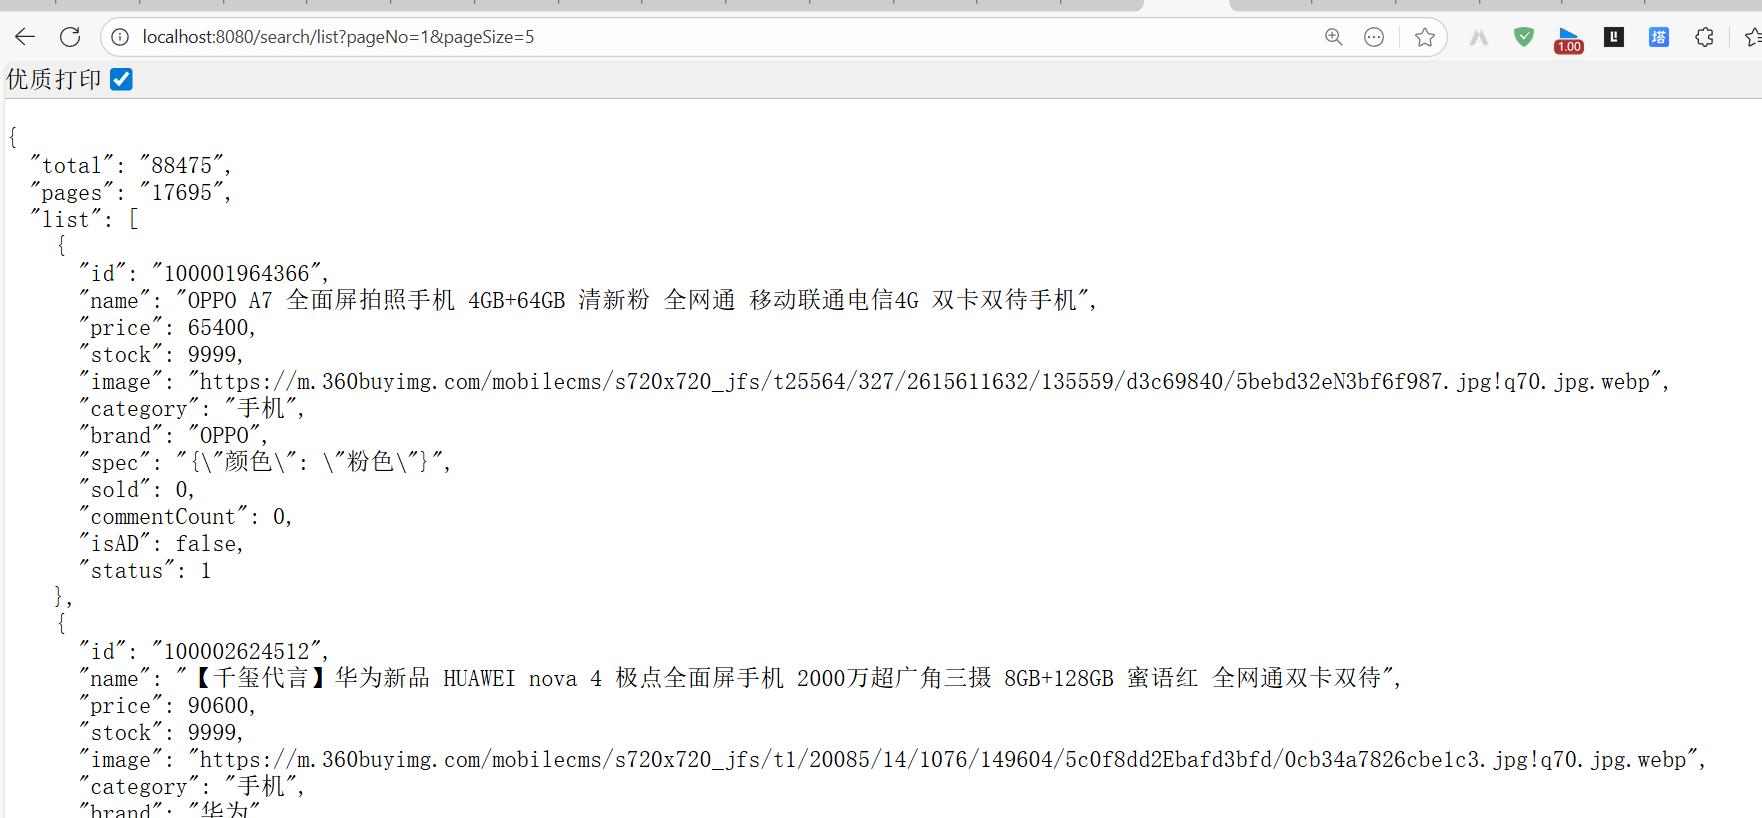 localhost:8080/search/list?pageNo=1&pageSize=5
1.00
塔
优质打印
{
"total": "88475",
"pages": "17695",
"list": [
{
"id": "100001964366",
"name": "OPPO A7 全面屏拍照手机 4GB+64GB 清新粉 全网通 移动联通电信4G 双卡双待手机",
"price": 65400,
"stock": 9999,
"image": "https://m.360buyimg.com/mobilecms/s720x720_jfs/t25564/327/2615611632/135559/d3c69840/5bebd32eN3bf6f987.jpg!q70.jpg.webp",
"category": "手机",
"brand": "OPPO",
"spec": "{\"颜色\": \"粉色\"}",
"sold": 0,
"commentCount": 0,
"isAD": false,
"status": 1
},
{
"id": "100002624512",
"name": "【千玺代言】华为新品 HUAWEI nova 4 极点全面屏手机 2000万超广角三摄 8GB+128GB 蜜语红 全网通双卡双待",
"price": 90600,
"stock": 9999,
"image": "https://m.360buyimg.com/mobilecms/s720x720_jfs/t1/20085/14/1076/149604/5c0f8dd2Ebafd3bfd/0cb34a7826cbe1c3.jpg!q70.jpg.webp",
"category": "手机",
"brand": "华为"